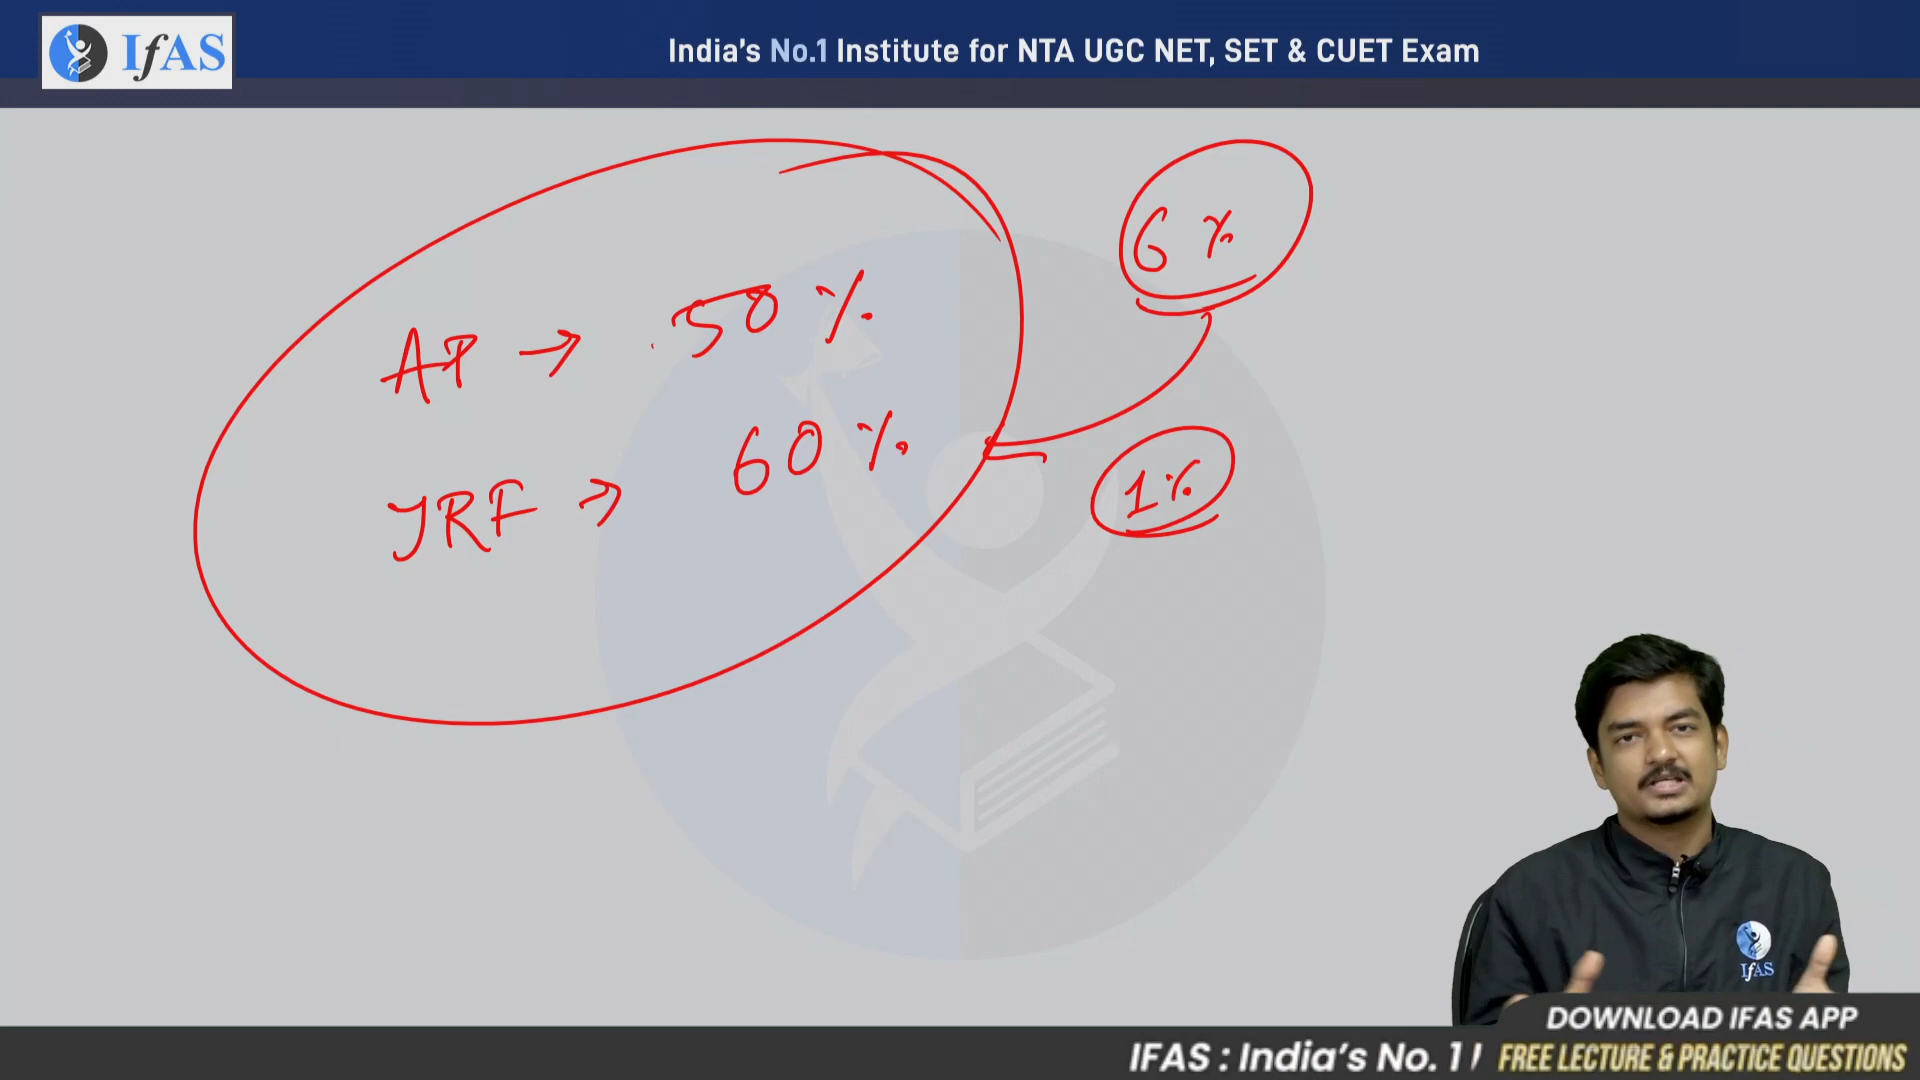 IfAS
India's No.1 Institute for NTA UGC NET, SET & CUET Exam
6 %
AP → 50 %
60 %
1%
JRF →
IfAS
DOWNLOAD IFAS APP
IFAS : India's No. 1 I
FREE LECTURE & PRACTICE QUESTIONS